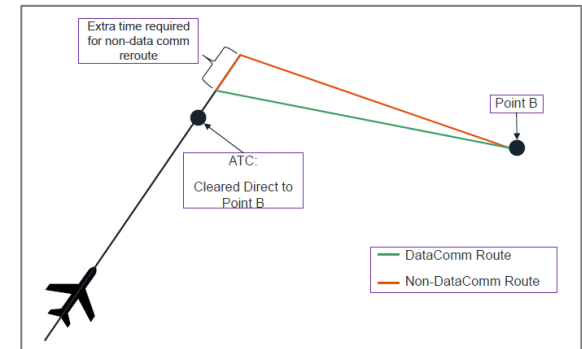 Extra time required
for non-data comm
reroute
Point B
ATC:
Cleared Direct to
Point B
DataComm Route
Non-DataComm Route